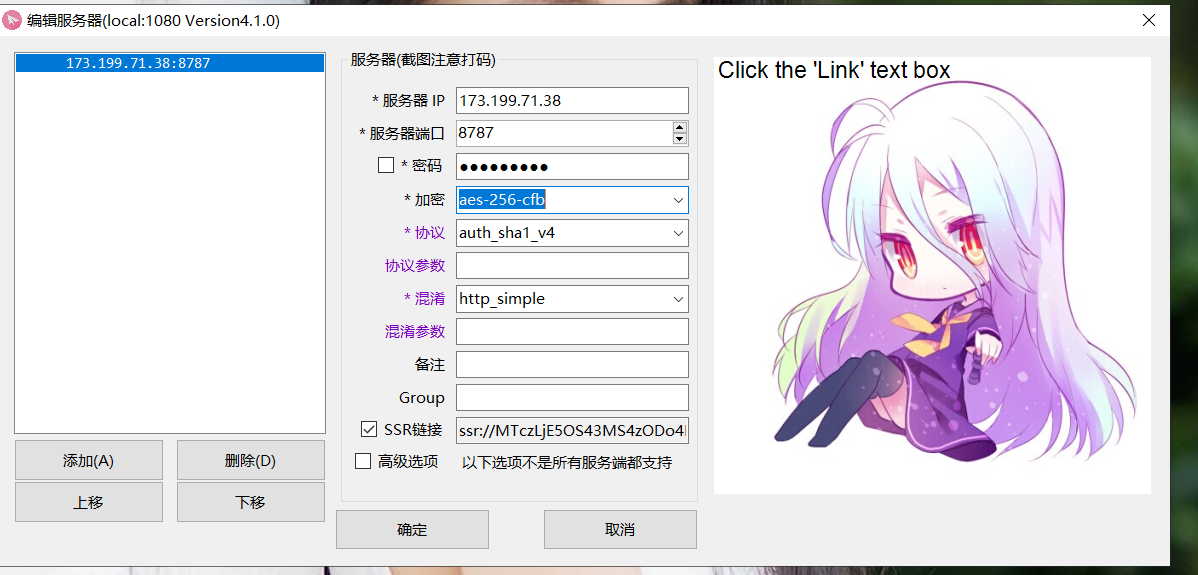 编辑服务器(local:1080 Version4.1.0)
173.199.71.38:8787
服务器(截图注意打码)
* 服务器 IP 173.199.71.38
* 服务器端口 8787
* 密码 ●●●●●●●●●
* 加密 aes-256-cfb
* 协议 auth_sha1_v4
协议参数
* 混淆 http_simple
混淆参数
备注
Group
SSR链接 ssr://MTczLjE5OS43MS4zODo4
高级选项 以下选项不是所有服务端都支持
添加(A) 删除(D)
上移 下移
确定 取消
Click the 'Link' text box